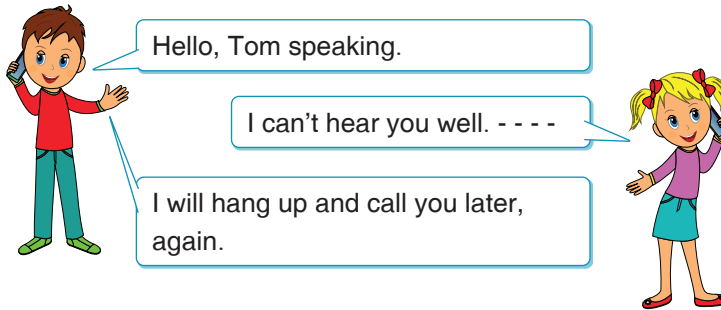 Hello, Tom speaking.
I can’t hear you well. - - - -
I will hang up and call you later,
again.